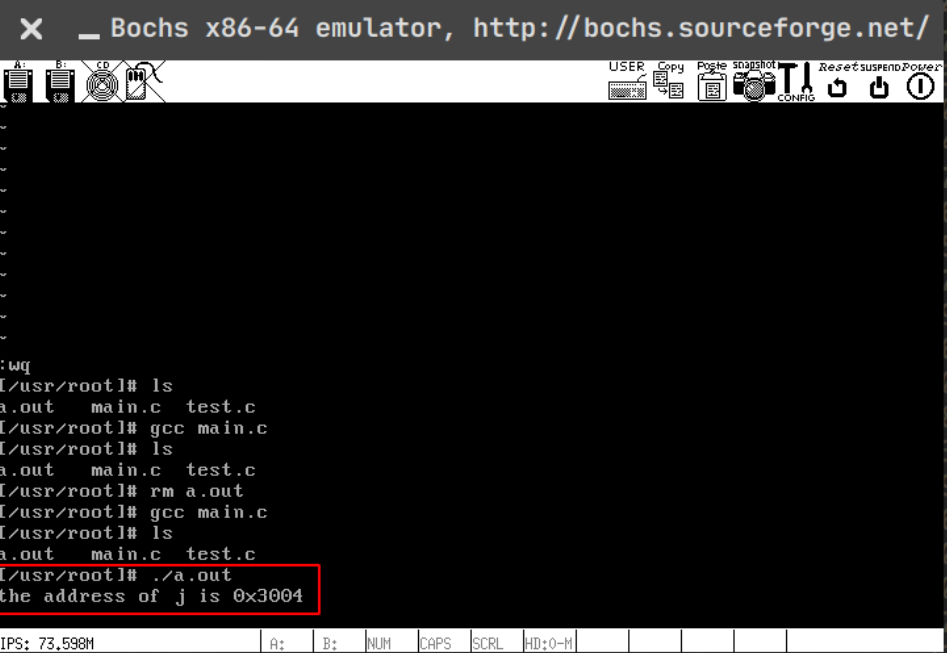 Bochs x86-64 emulator, http://bochs.sourceforge.net/
A: B: CD USER Copy Paste snapshot CONFIG Reset SUSPEND Power
~
~
~
~
~
~
~
~
~
~
~
~
:wq
[/usr/root]# ls
a.out main.c test.c
[/usr/root]# gcc main.c
[/usr/root]# ls
a.out main.c test.c
[/usr/root]# rm a.out
[/usr/root]# gcc main.c
[/usr/root]# ls
a.out main.c test.c
[/usr/root]# ./a.out
the address of j is 0x3004
IPS: 73,598M A: B: NUM CAPS SCRL HD:0-M